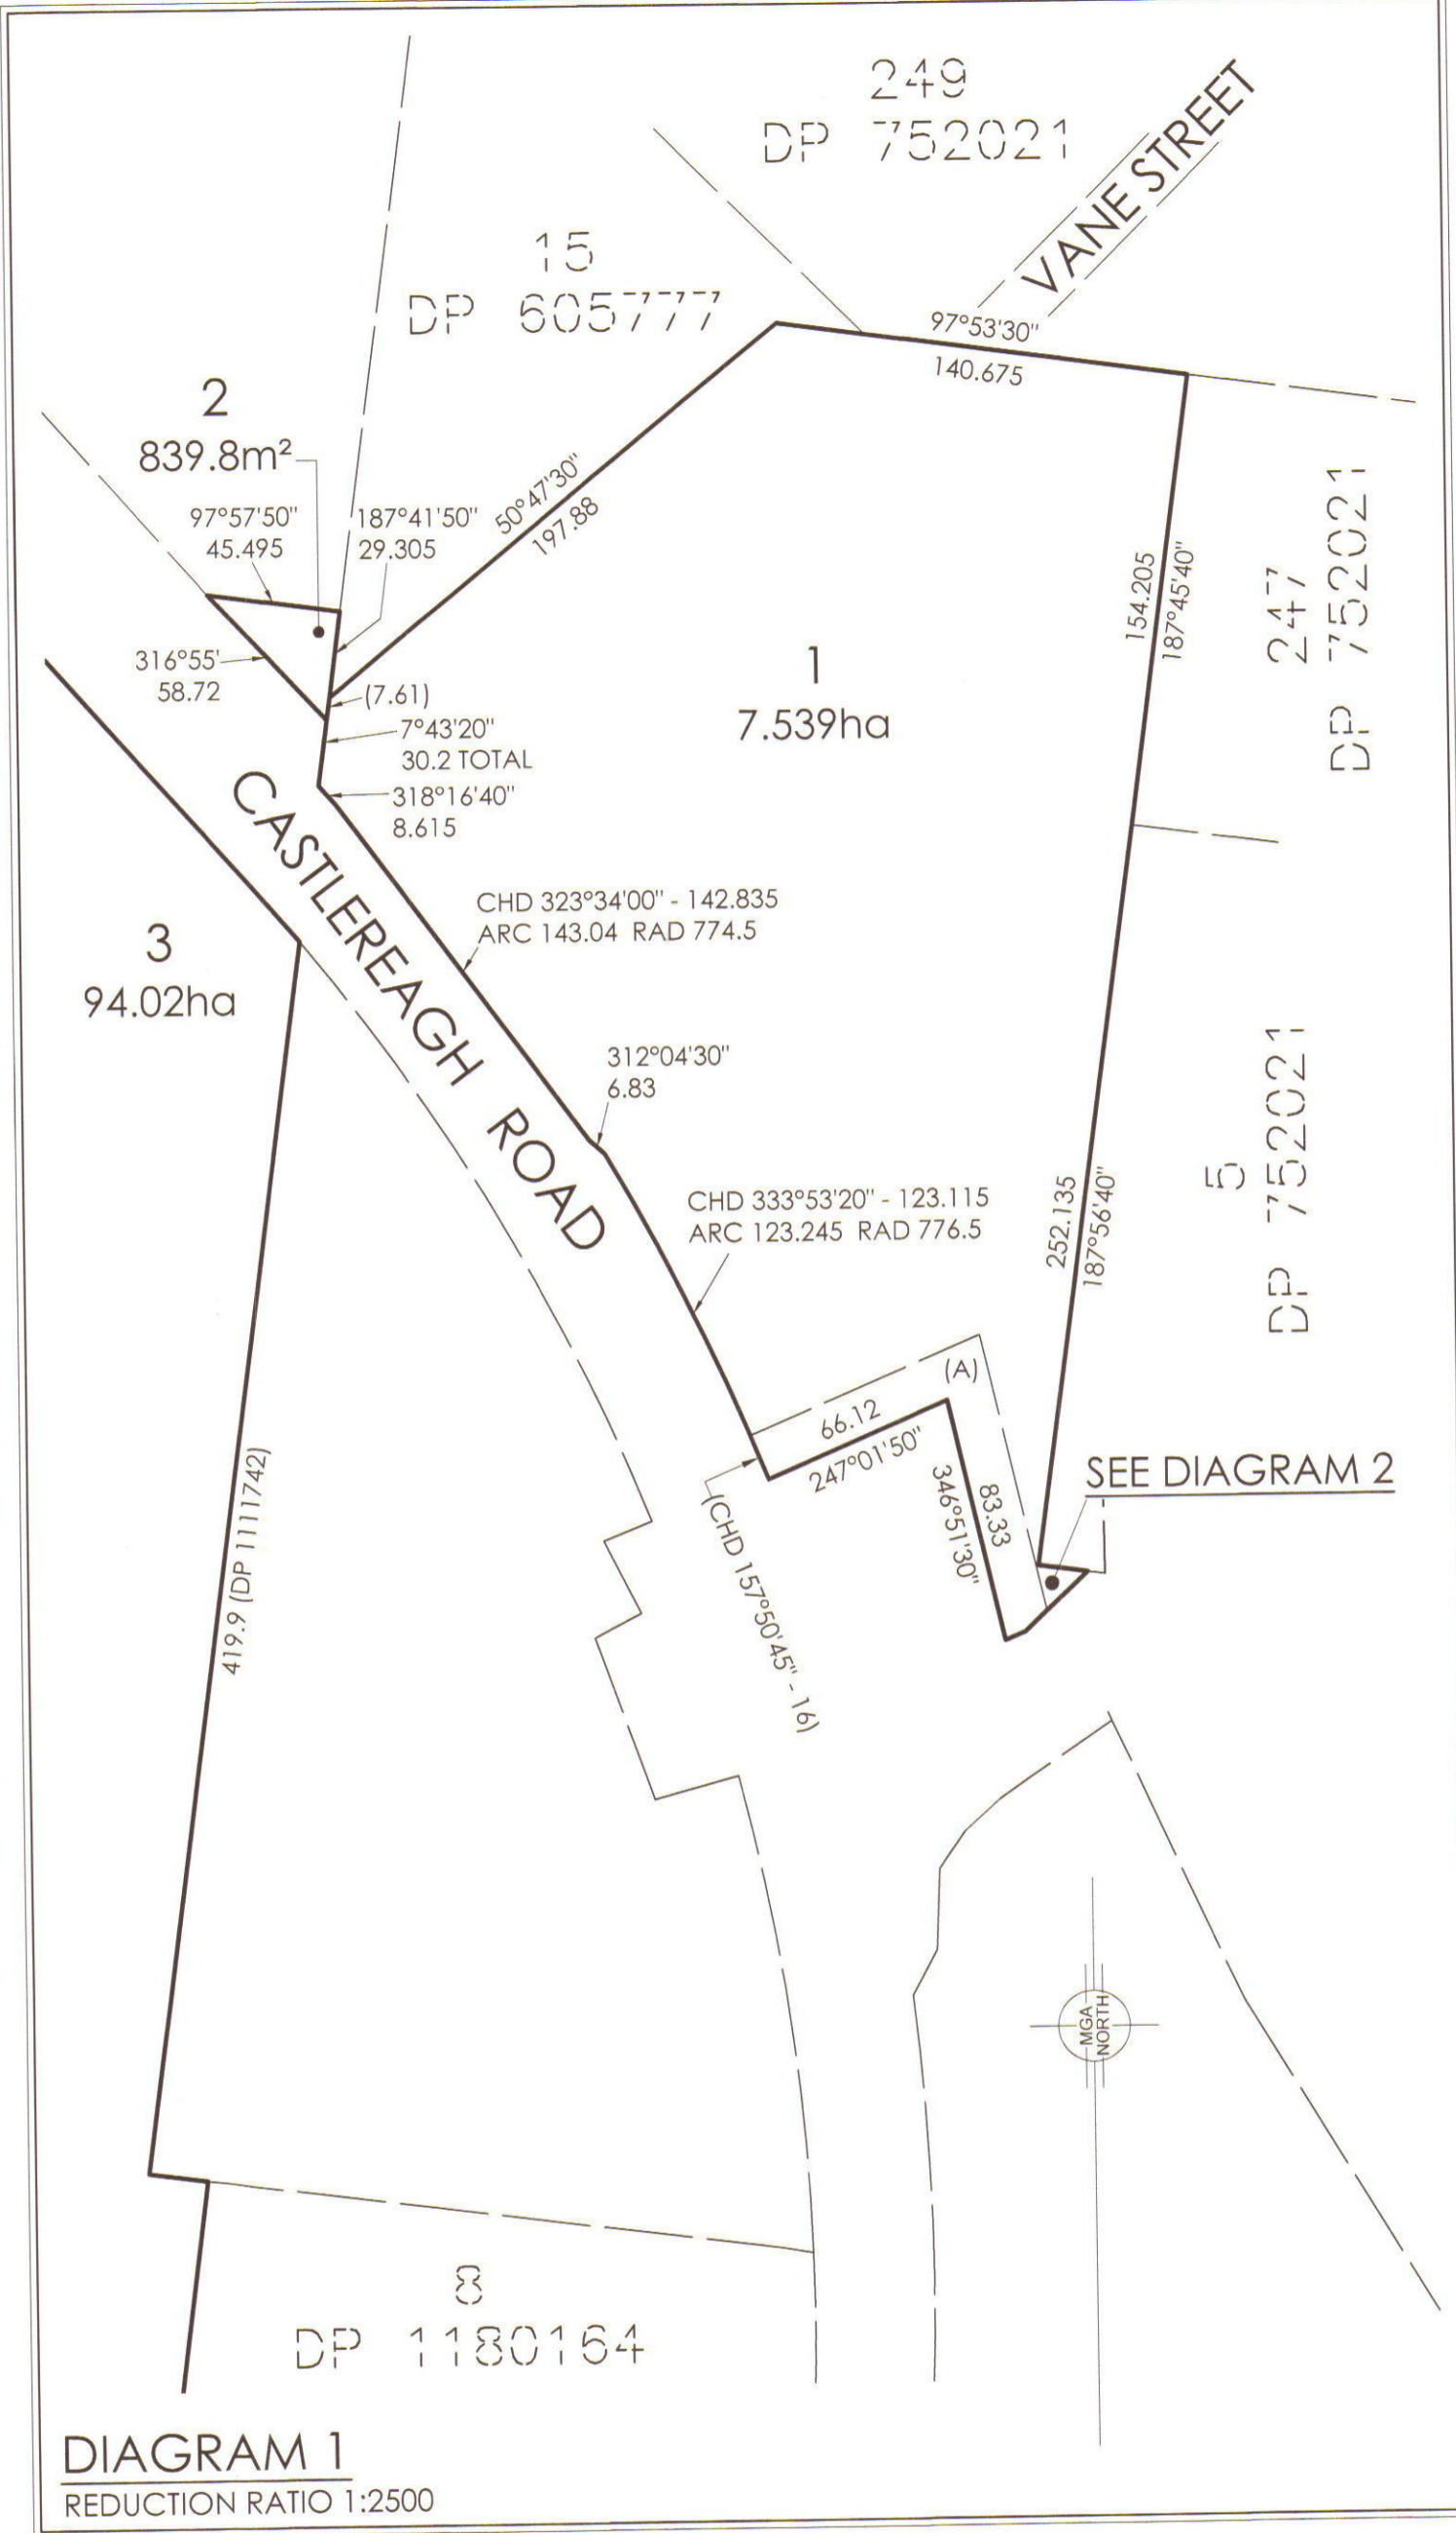 249
DP 752021
VANE STREET
15
DP 605777
97°53'30"
140.675
2
839.8m²
97°57'50"
45.495
187°41'50"
29.305
50°47'30"
197.88
154.205
187°45'40"
247
DP 752021
316°55'
58.72
(7.61)
7°43'20"
30.2 TOTAL
318°16'40"
8.615
1
7.539ha
CASTLEREAGH ROAD
CHD 323°34'00" - 142.835
ARC 143.04 RAD 774.5
3
94.02ha
312°04'30"
6.83
5
DP 752021
CHD 333°53'20" - 123.115
ARC 123.245 RAD 776.5
252.135
187°56'40"
(A)
66.12
247°01'50"
346°51'30"
83.33
SEE DIAGRAM 2
(CHD 157°50'45" - 16)
419.9 (DP 1111742)
MGA
NORTH
8
DP 1180164
DIAGRAM 1
REDUCTION RATIO 1:2500